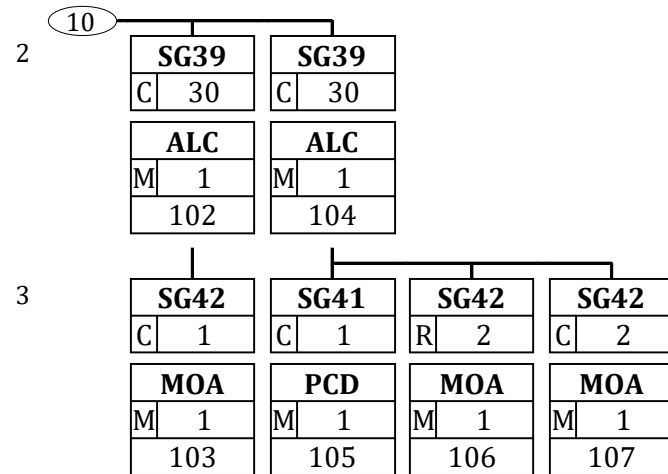 10
2
SG39 SG39
C 30 C 30
ALC ALC
M 1 M 1
102 104
3
SG42 SG41 SG42 SG42
C 1 C 1 R 2 C 2
MOA PCD MOA MOA
M 1 M 1 M 1 M 1
103 105 106 107